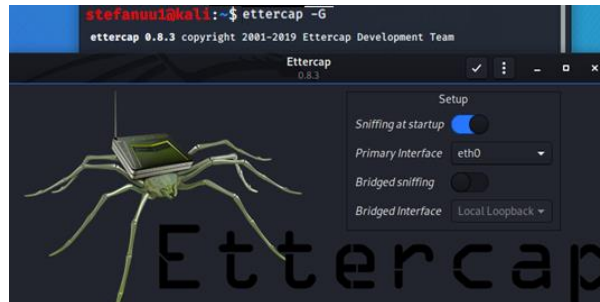 stefanuu1@kali:~$ ettercap -G
ettercap 0.8.3 copyright 2001-2019 Ettercap Development Team
Ettercap
0.8.3
Setup
Sniffing at startup
Primary Interface eth0
Bridged sniffing
Bridged Interface Local Loopback
Ettercap